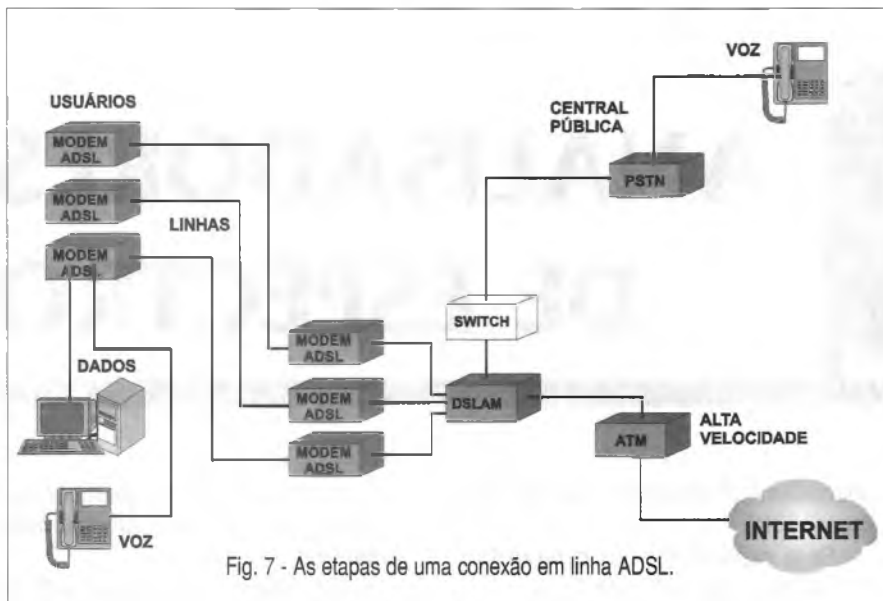 VOZ
USUÁRIOS
CENTRAL
PÚBLICA
MODEM
ADSL
PSTN
MODEM
ADSL
LINHAS
MODEM
ADSL
SWITCH
MODEM
ADSL
DADOS
MODEM
ADSL
DSLAM
ALTA
VELOCIDADE
ATM
MODEM
ADSL
INTERNET
VOZ
Fig. 7 - As etapas de uma conexão em linha ADSL.